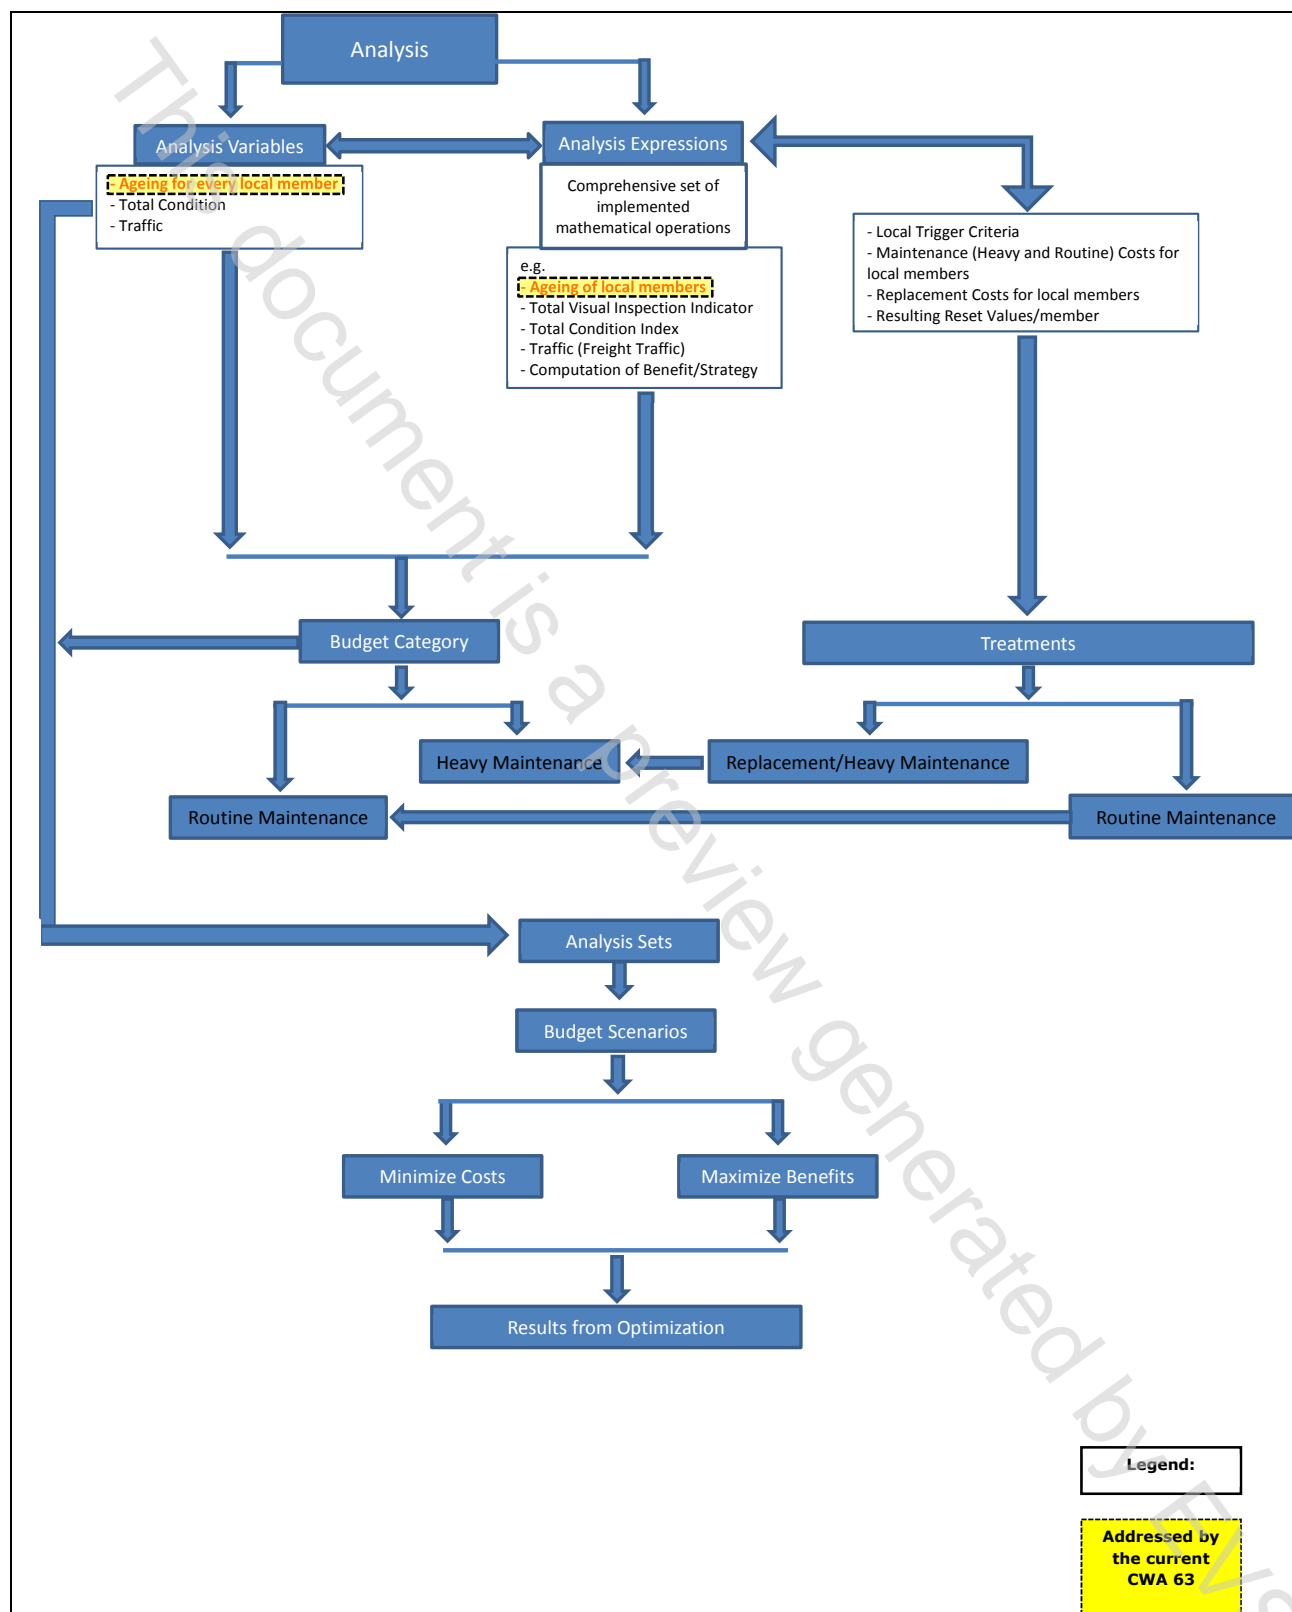 Analysis
Analysis Variables
Analysis Expressions
- Ageing for every local member
- Total Condition
- Traffic
Comprehensive set of
implemented
mathematical operations
e.g.
- Ageing of local members
- Total Visual Inspection Indicator
- Total Condition Index
- Traffic (Freight Traffic)
- Computation of Benefit/Strategy
- Local Trigger Criteria
- Maintenance (Heavy and Routine) Costs for
local members
- Replacement Costs for local members
- Resulting Reset Values/member
Budget Category
Treatments
Heavy Maintenance
Replacement/Heavy Maintenance
Routine Maintenance
Routine Maintenance
Analysis Sets
Budget Scenarios
Minimize Costs
Maximize Benefits
Results from Optimization
Legend:
Addressed by
the current
CWA 63
This document is a preview generated by EVS